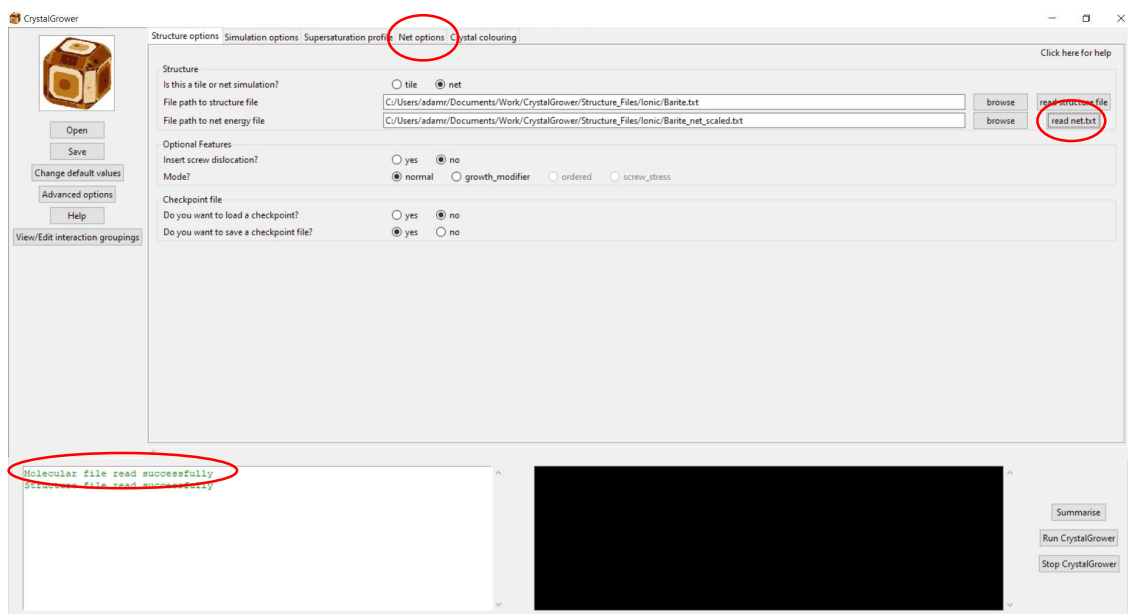 CrystalGrower
Structure options Simulation options Supersaturation profile Net options Crystal colouring
Click here for help
Open
Save
Change default values
Advanced options
Help
View/Edit interaction groupings
Structure
Is this a tile or net simulation? tile net
File path to structure file C:/Users/adamr/Documents/Work/CrystalGrower/Structure_Files/Ionic/Barite.txt browse read structure file
File path to net energy file C:/Users/adamr/Documents/Work/CrystalGrower/Structure_Files/Ionic/Barite_net_scaled.txt browse read net.txt
Optional Features
Insert screw dislocation? yes no
Mode? normal growth_modifier ordered screw_stress
Checkpoint file
Do you want to load a checkpoint? yes no
Do you want to save a checkpoint file? yes no
Molecular file read successfully
Structure file read successfully
Summarise
Run CrystalGrower
Stop CrystalGrower